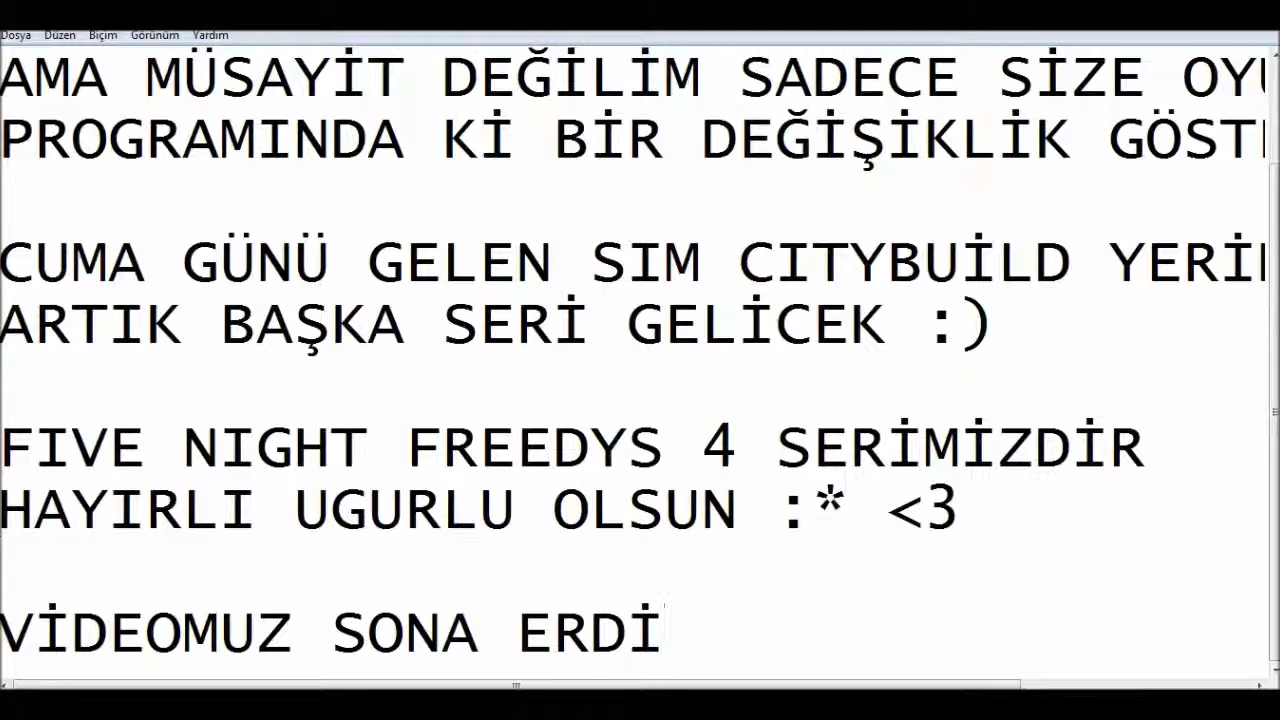 Dosya Düzen Biçim Görünüm Yardım
AMA MÜSAYİT DEĞİLİM SADECE SİZE
PROGRAMINDA Kİ BİR DEĞİŞİKLİK
CUMA GÜNÜ GELEN SIM CITYBUİLD
ARTIK BAŞKA SERİ GELİCEK :)
FIVE NIGHT FREEDYS 4 SERİMİZDİR
HAYIRLI UGURLU OLSUN :* <3
VİDEOMUZ SONA ERDİ